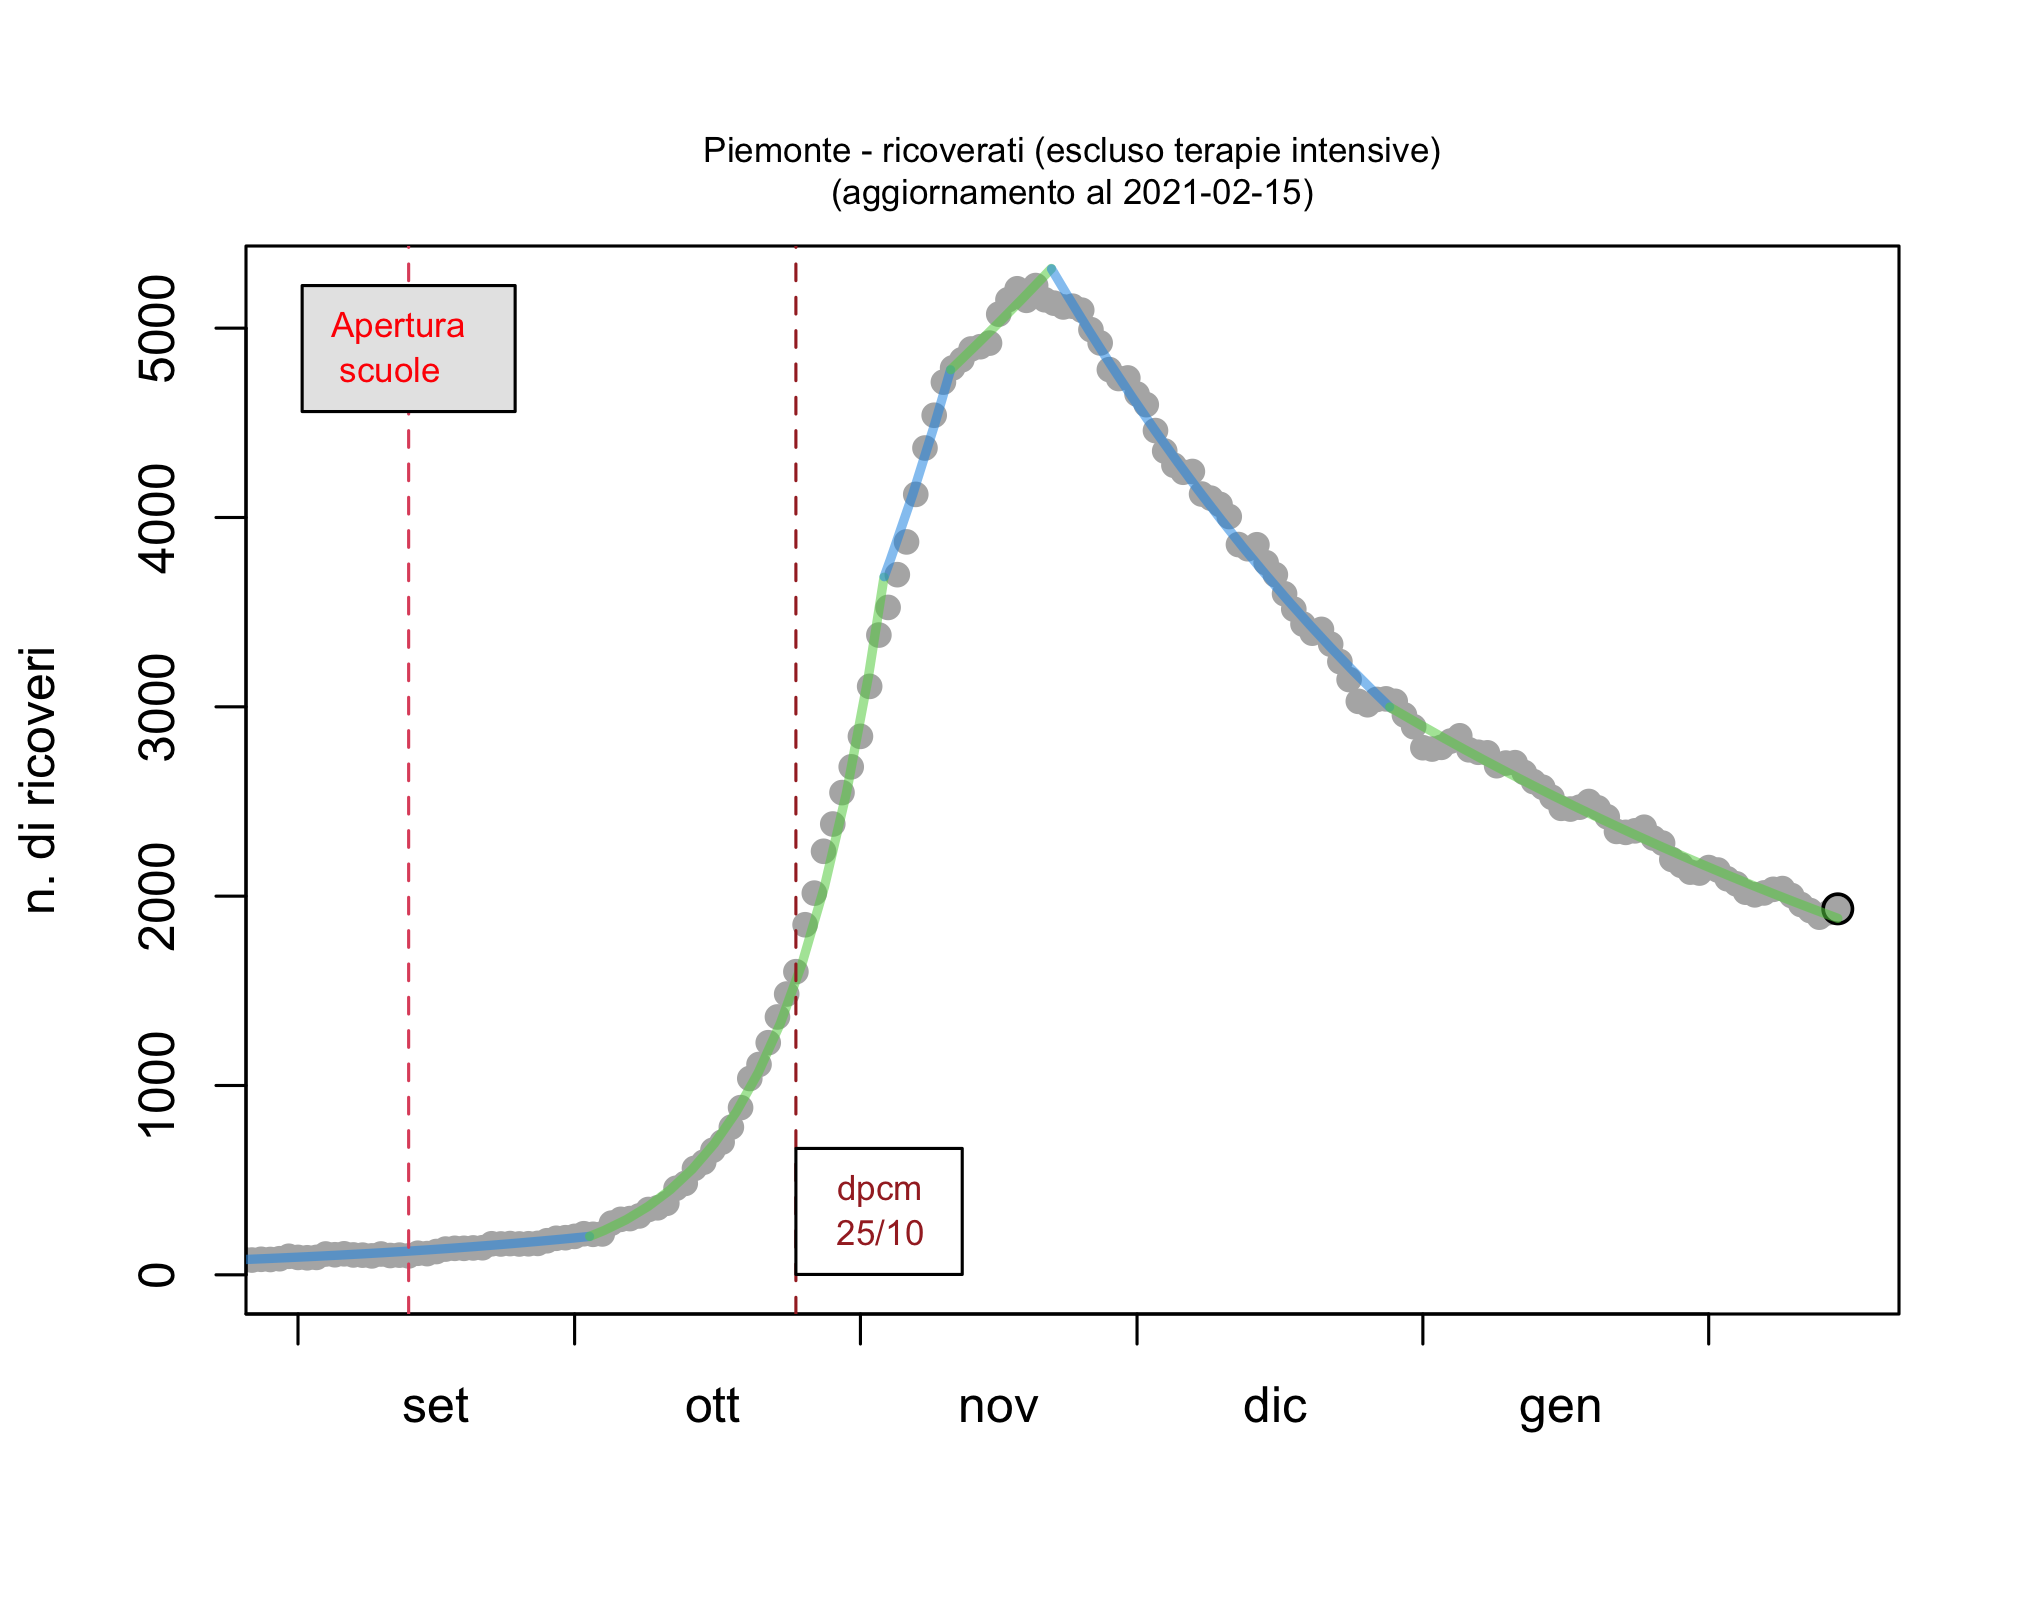 Piemonte - ricoverati (escluso terapie intensive)
(aggiornamento al 2021-02-15)
n. di ricoveri
5000
4000
3000
2000
1000
0
Apertura
scuole
dpcm
25/10
set
ott
nov
dic
gen